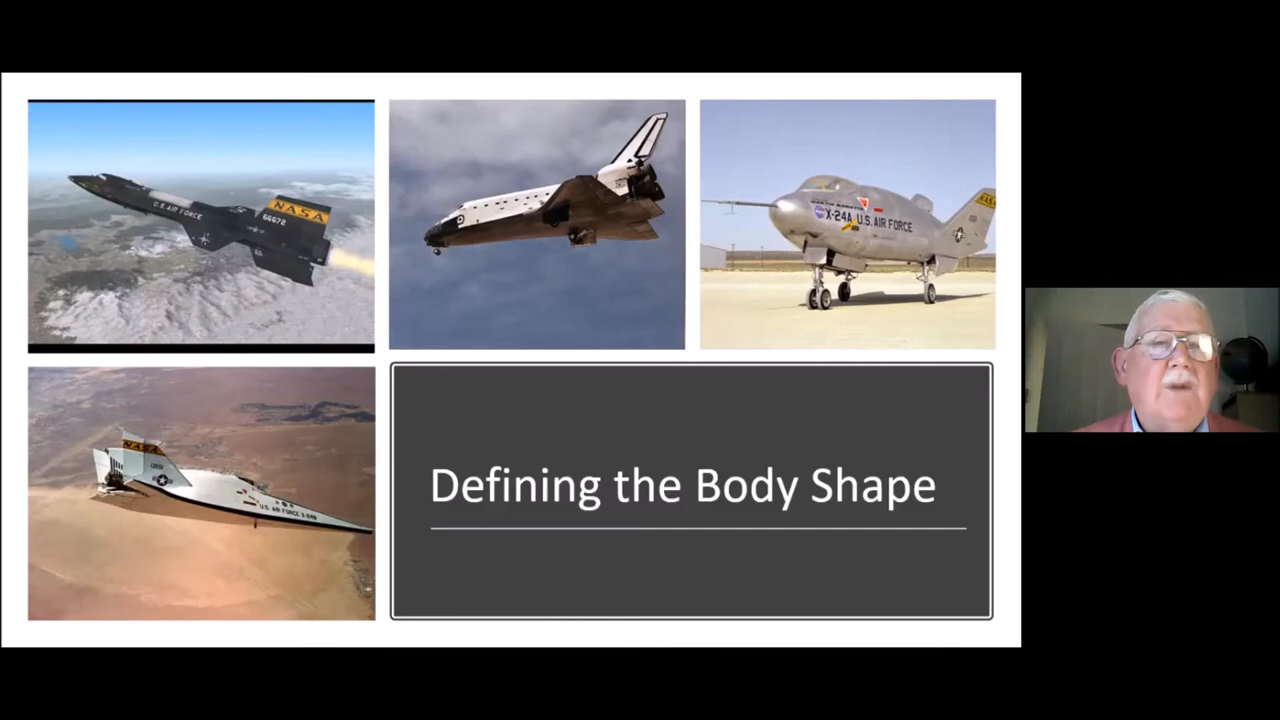 NASA
66672
U.S. AIR FORCE
NASA
X-24A U.S. AIR FORCE
NASA
U.S. AIR FORCE X-24B
Defining the Body Shape